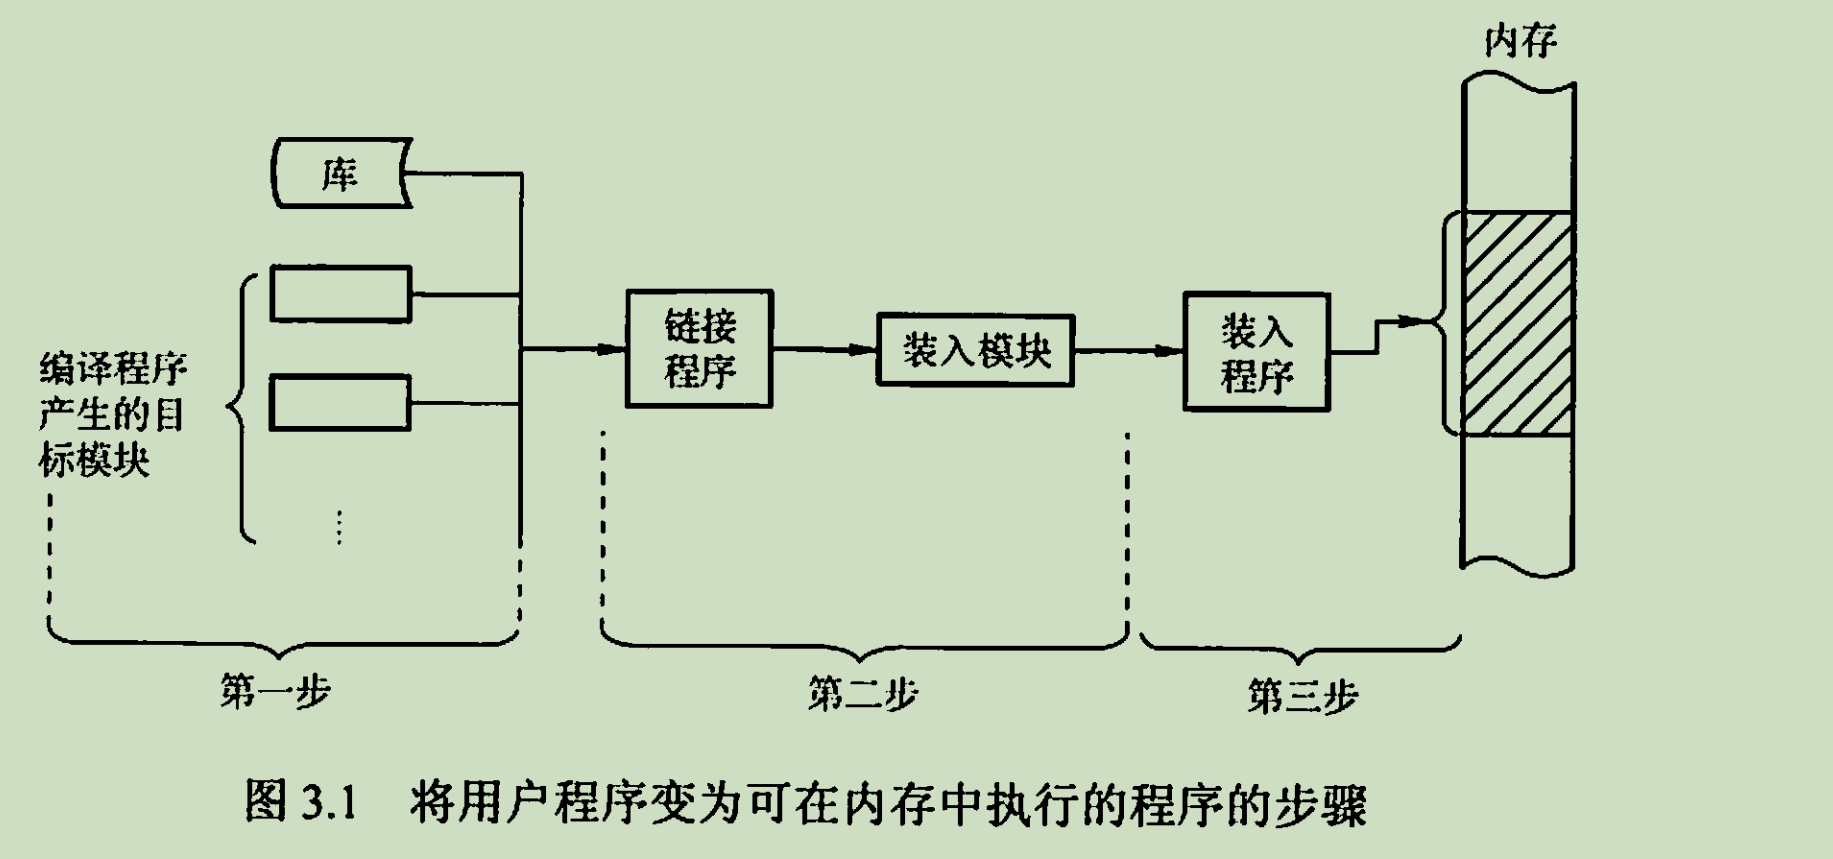 内存
库
编译程序
产生的目
标模块
链接
程序
装入模块
装入
程序
第一步
第二步
第三步
图 3.1 将用户程序变为可在内存中执行的程序的步骤